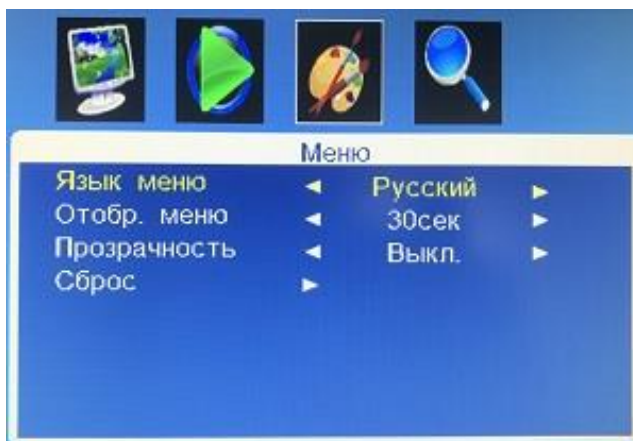 Меню
Язык меню Русский
Отобр. меню 30сек
Прозрачность Выкл.
Сброс